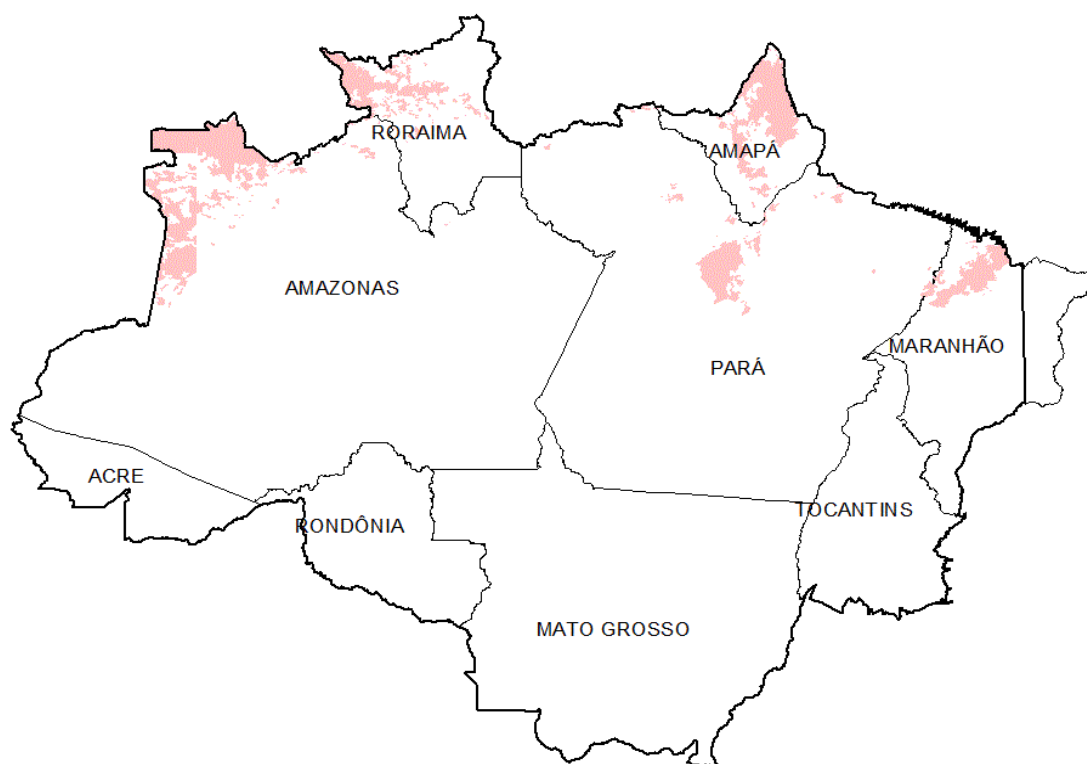 RORAIMA
AMAPÁ
AMAZONAS
MARANHÃO
PARÁ
ACRE
TOCANTINS
RONDÔNIA
MATO GROSSO